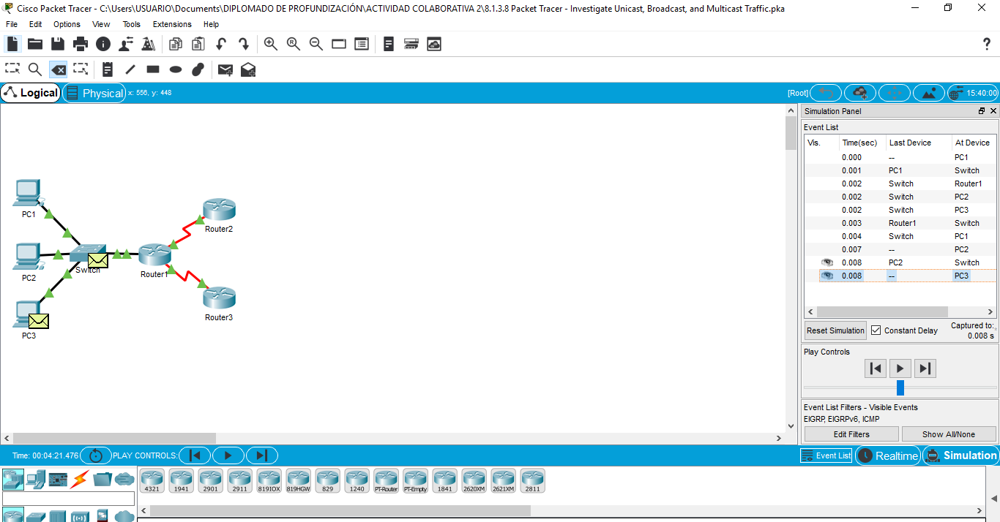 Cisco Packet Tracer - C:\Users\USUARIO\Documents\DIPLOMADO DE PROFUNDIZACIÓN\ACTIVIDAD COLABORATIVA 2\8.1.3.8 Packet Tracer - Investigate Unicast, Broadcast, and Multicast Traffic.pka
File Edit Options View Tools Extensions Help
Logical Physical x: 556, y: 448 [Root] 15:40:00
Simulation Panel
Event List
Vis. Time(sec) Last Device At Device
0.000 -- PC1
0.001 PC1 Switch
0.002 Switch Router1
0.002 Switch PC2
0.002 Switch PC3
0.003 Router1 Switch
0.004 Switch PC1
0.007 -- PC2
0.008 PC2 Switch
0.008 -- PC3
Reset Simulation Constant Delay Captured to:
0.008 s
Play Controls
Event List Filters - Visible Events
EIGRP, EIGRPv6, ICMP
Edit Filters Show All/None
PC1
Router2
Switch
Router1
PC2
Router3
PC3
Time: 00:04:21.476 PLAY CONTROLS: Event List Realtime Simulation
4321 1941 2901 2911 819IOX 819HGW 829 1240 PT-Router PT-Empty 1841 2620XM 2621XM 2811